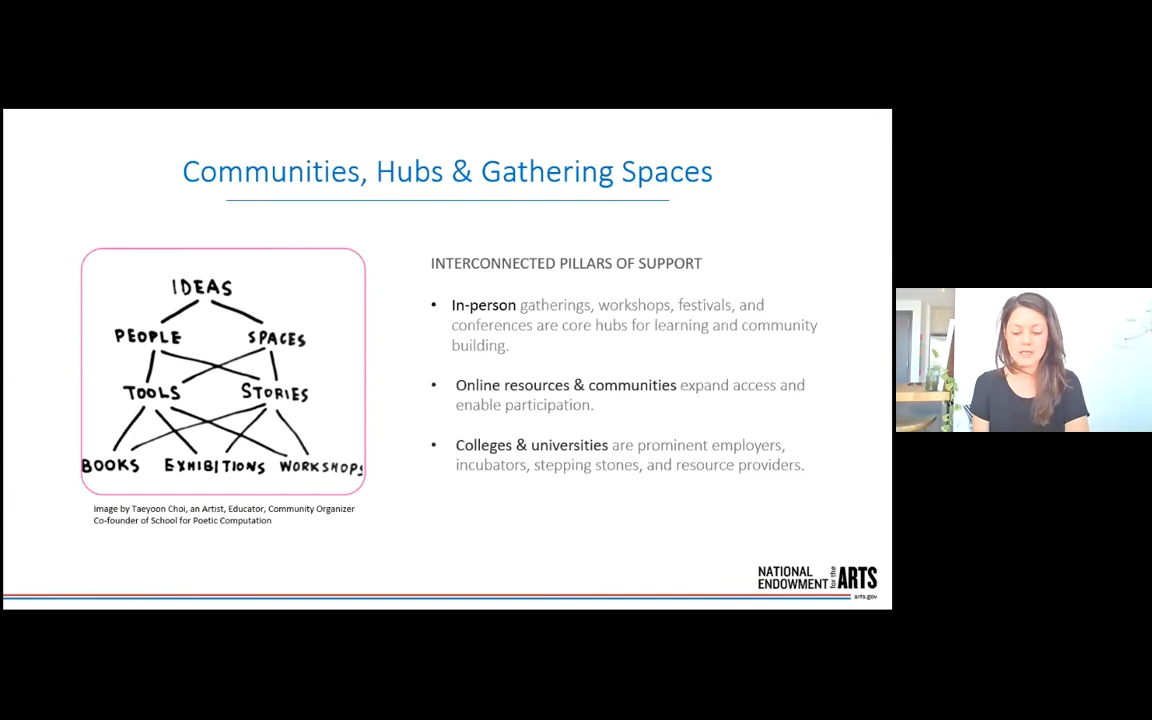 Communities, Hubs & Gathering Spaces
IDEAS
PEOPLE SPACES
TOOLS STORIES
BOOKS EXHIBITIONS WORKSHOPS
Image by Taeyoon Choi, an Artist, Educator, Community Organizer
Co-founder of School for Poetic Computation
INTERCONNECTED PILLARS OF SUPPORT
• In-person gatherings, workshops, festivals, and
conferences are core hubs for learning and community
building.
• Online resources & communities expand access and
enable participation.
• Colleges & universities are prominent employers,
incubators, stepping stones, and resource providers.
NATIONAL
ENDOWMENT for the ARTS
arts.gov